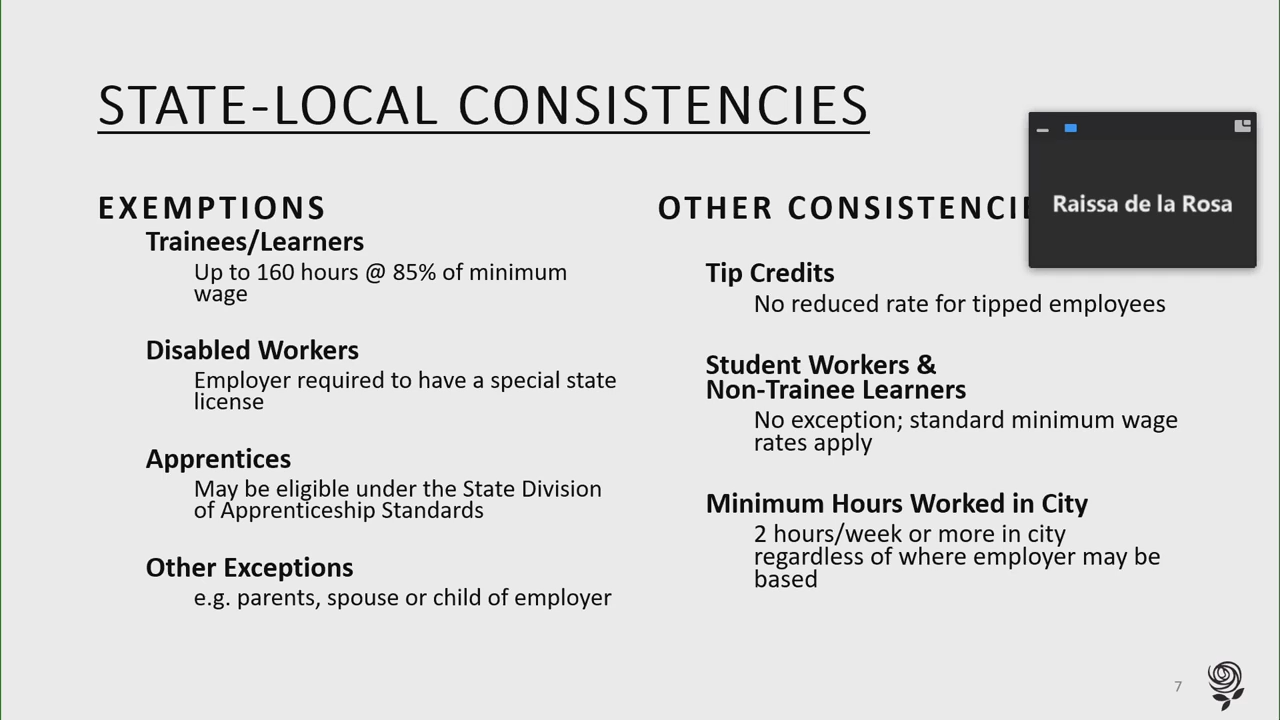 STATE-LOCAL CONSISTENCIES
EXEMPTIONS
Trainees/Learners
Up to 160 hours @ 85% of minimum
wage
Disabled Workers
Employer required to have a special state
license
Apprentices
May be eligible under the State Division
of Apprenticeship Standards
Other Exceptions
e.g. parents, spouse or child of employer
OTHER
Tip Credits
No reduced rate for tipped employees
Student Workers &
Non-Trainee Learners
No exception; standard minimum wage
rates apply
Minimum Hours Worked in City
2 hours/week or more in city
regardless of where employer may be
based
Raissa de la Rosa
7